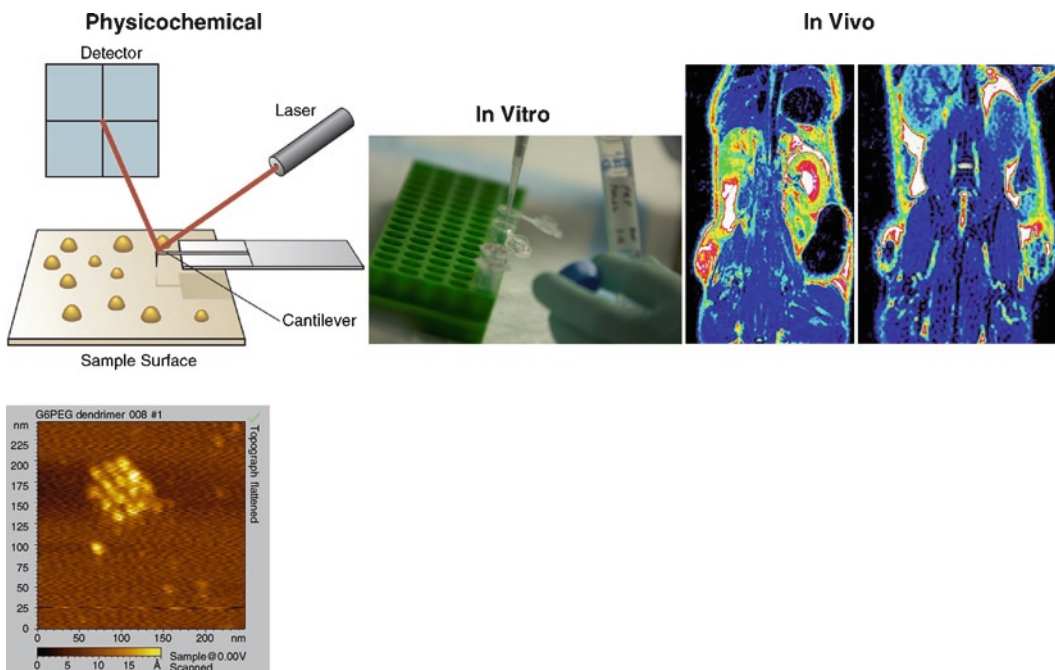 Physicochemical
Detector
Laser
Cantilever
Sample Surface
In Vitro
In Vivo
G6PEG dendrimer 008 #1
nm
225
200
175
150
125
100
75
50
25
0
0 50 100 150 200 nm
Topograph flattened
0 5 10 15 Å
Sample@0.00V
Scanned